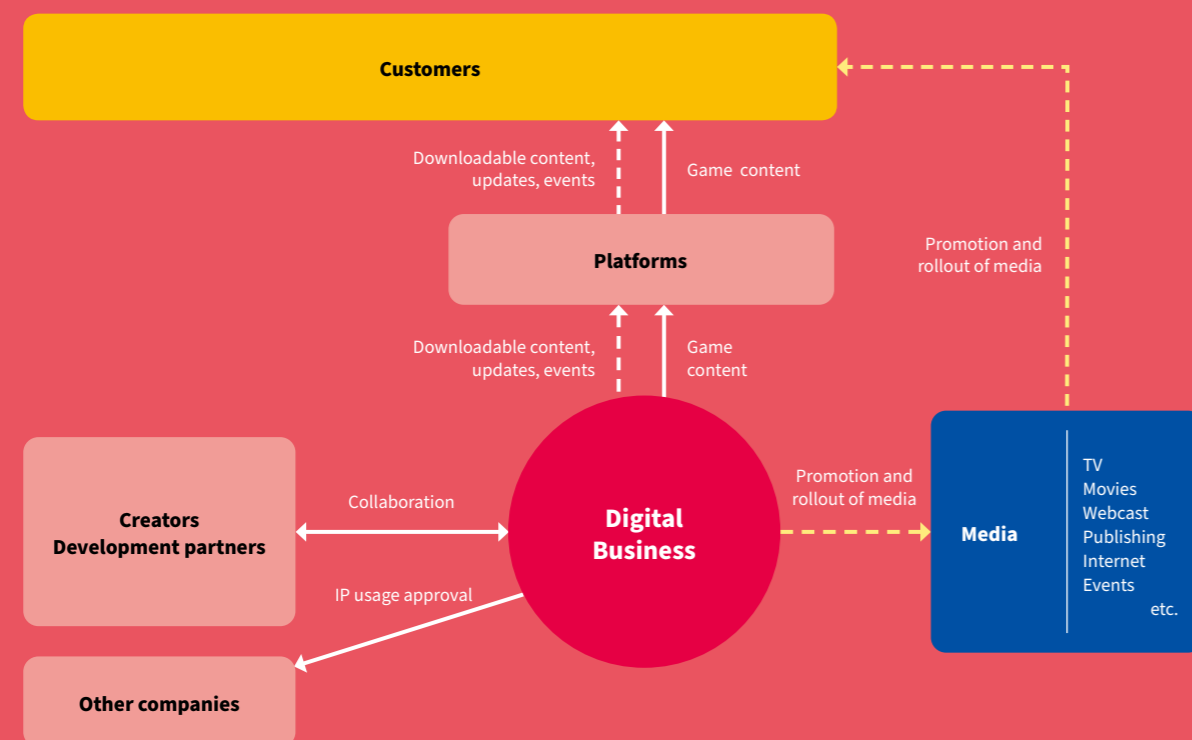 Customers
Downloadable content,
updates, events
Game content
Platforms
Promotion and
rollout of media
Downloadable content,
updates, events
Game
content
Creators
Development partners
Collaboration
Digital
Business
Promotion and
rollout of media
Media
TV
Movies
Webcast
Publishing
Internet
Events
etc.
IP usage approval
Other companies